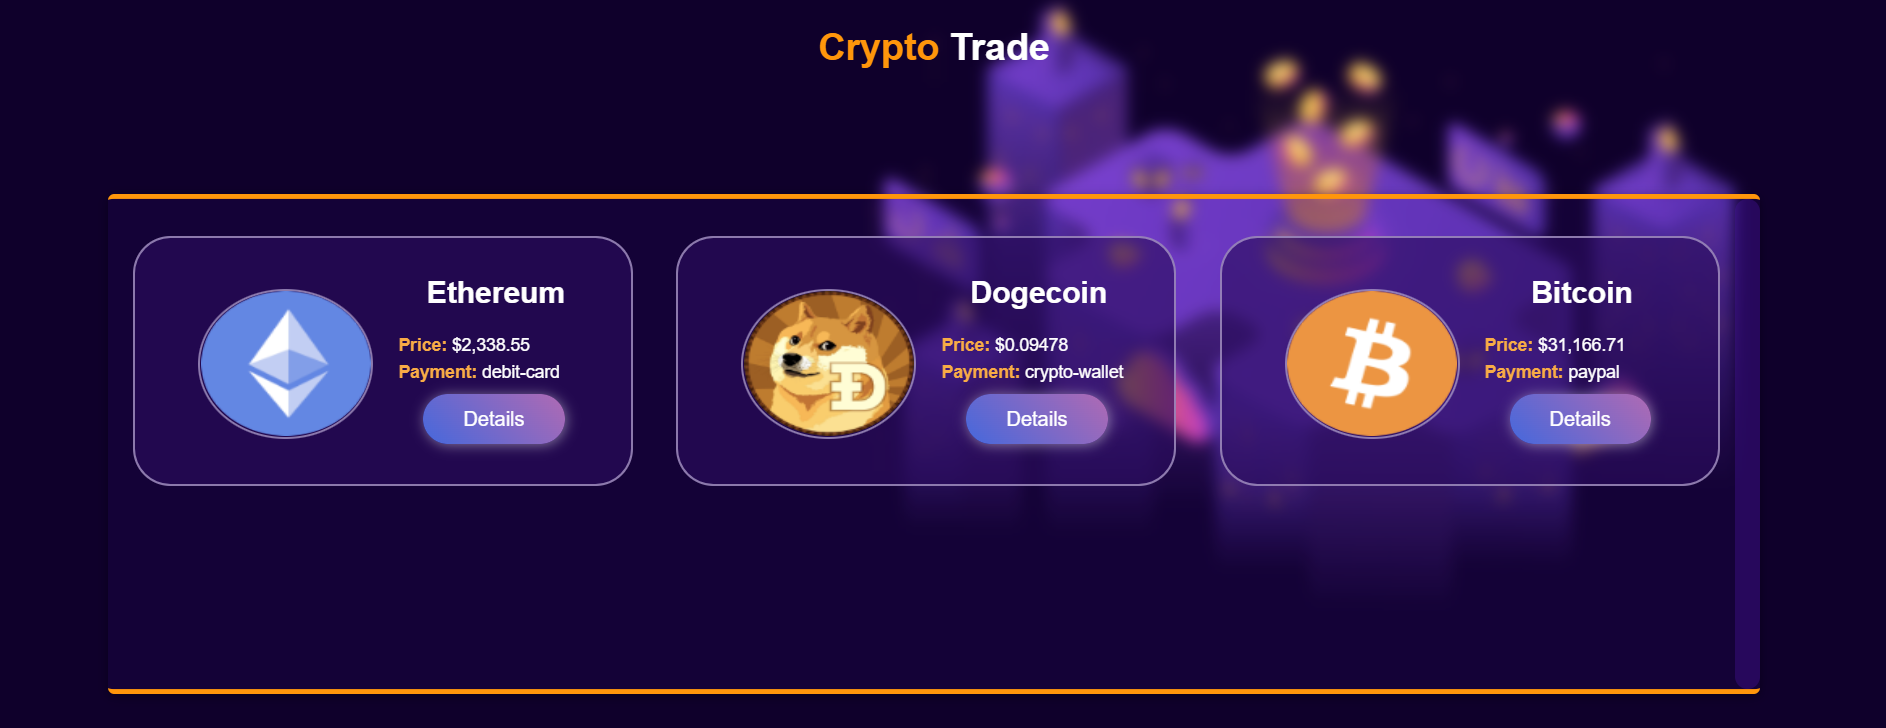 Crypto Trade
Ethereum
Price: $2,338.55
Payment: debit-card
Details
Dogecoin
Price: $0.09478
Payment: crypto-wallet
Details
Bitcoin
Price: $31,166.71
Payment: paypal
Details